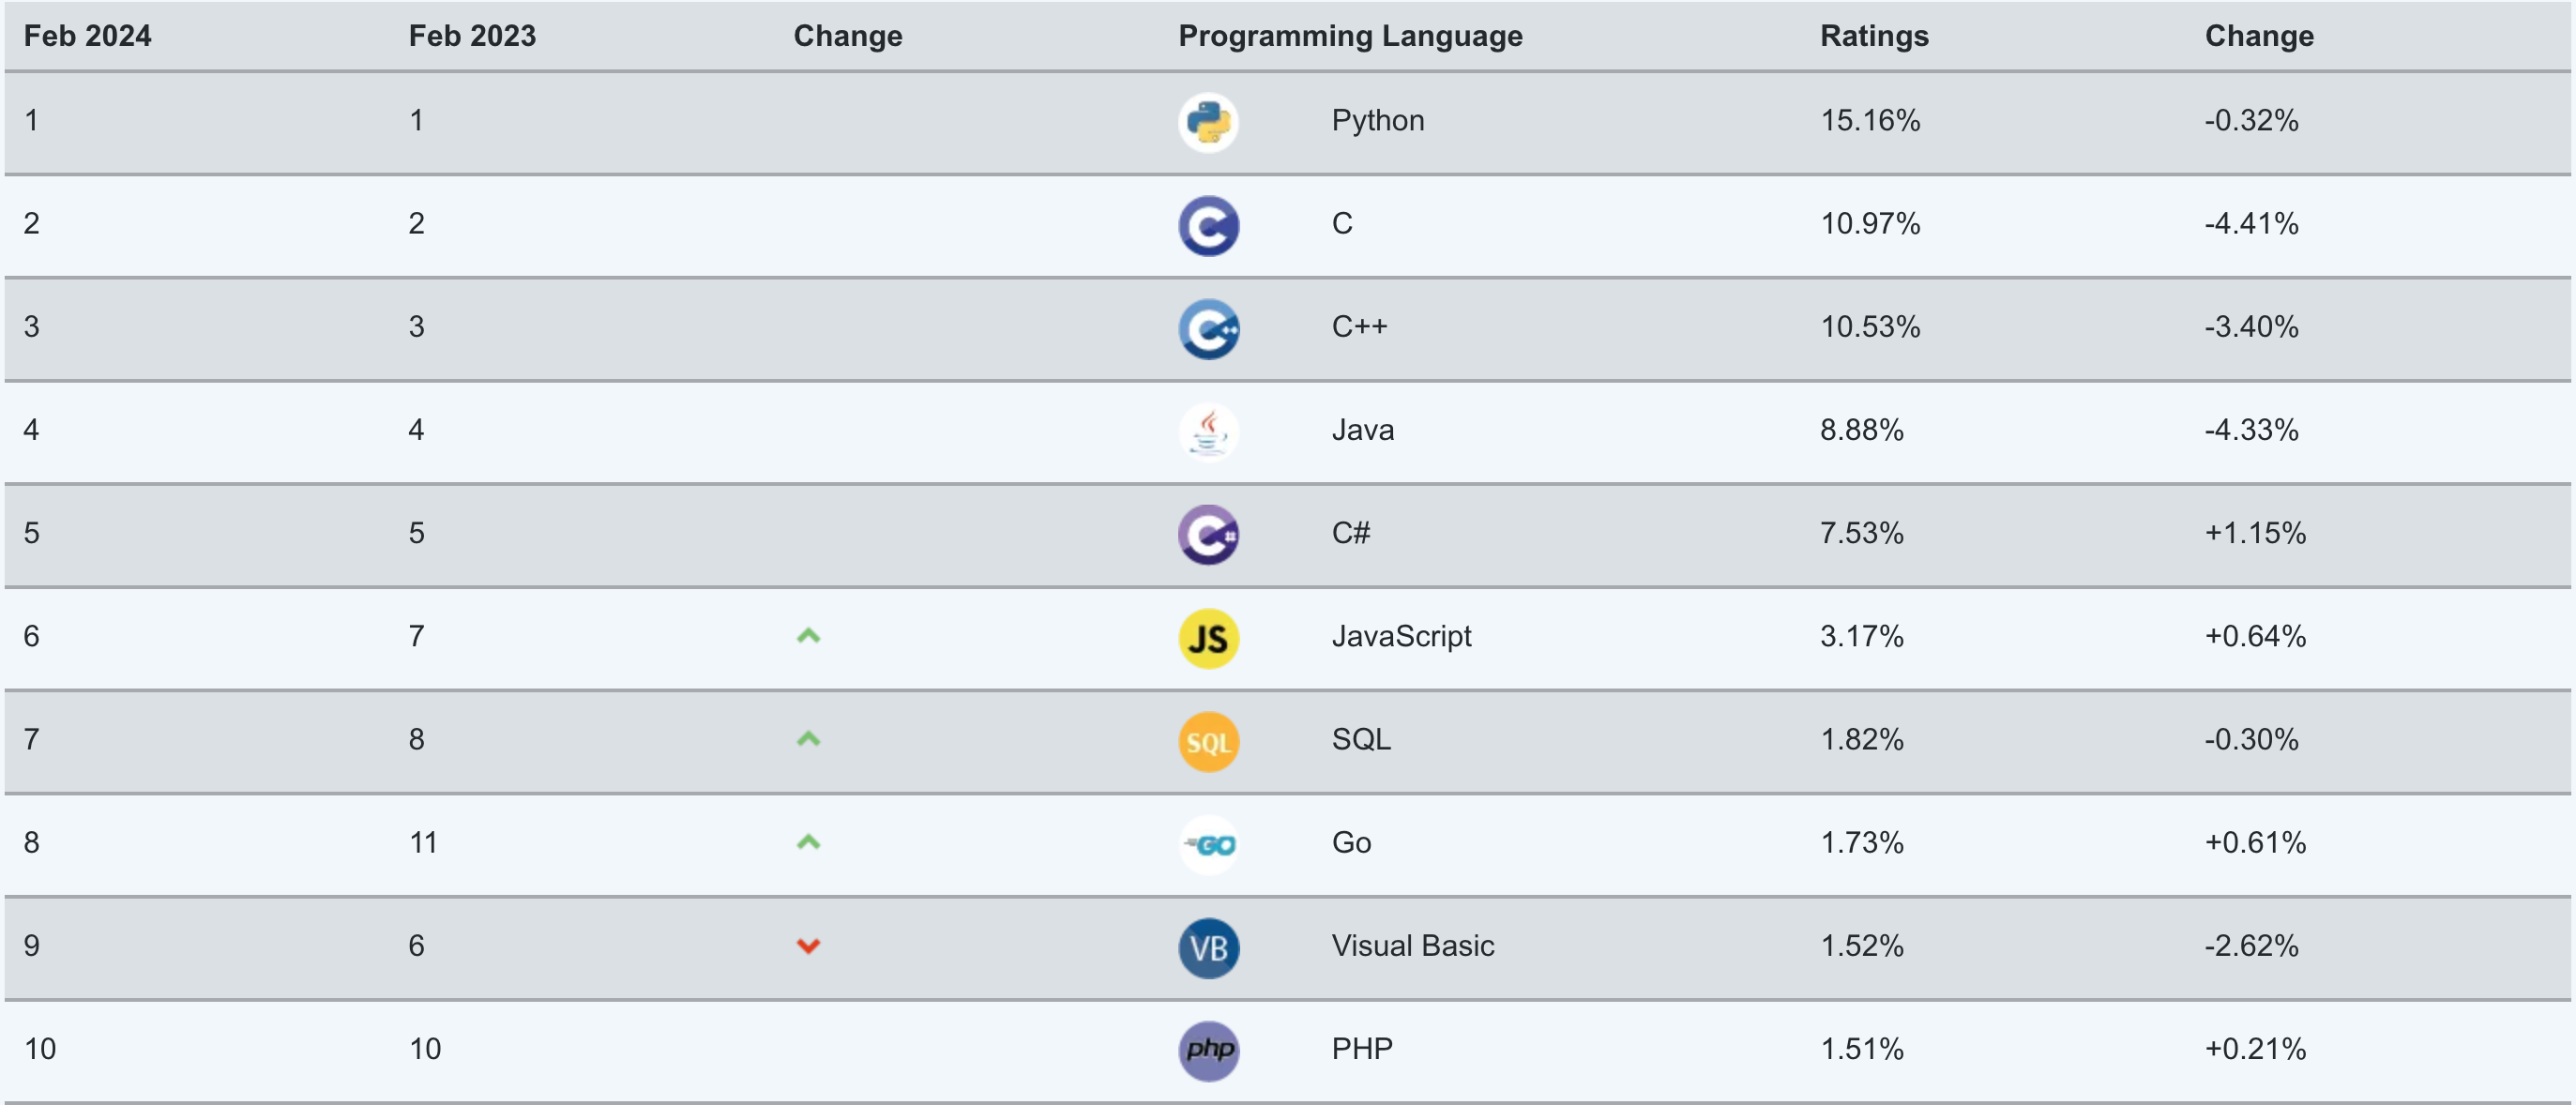 Feb 2024 Feb 2023 Change Programming Language Ratings Change
1 1 Python 15.16% -0.32%
2 2 C C 10.97% -4.41%
3 3 C++ C++ 10.53% -3.40%
4 4 Java 8.88% -4.33%
5 5 C# C# 7.53% +1.15%
6 7 JS JavaScript 3.17% +0.64%
7 8 SQL SQL 1.82% -0.30%
8 11 GO Go 1.73% +0.61%
9 6 VB Visual Basic 1.52% -2.62%
10 10 php PHP 1.51% +0.21%